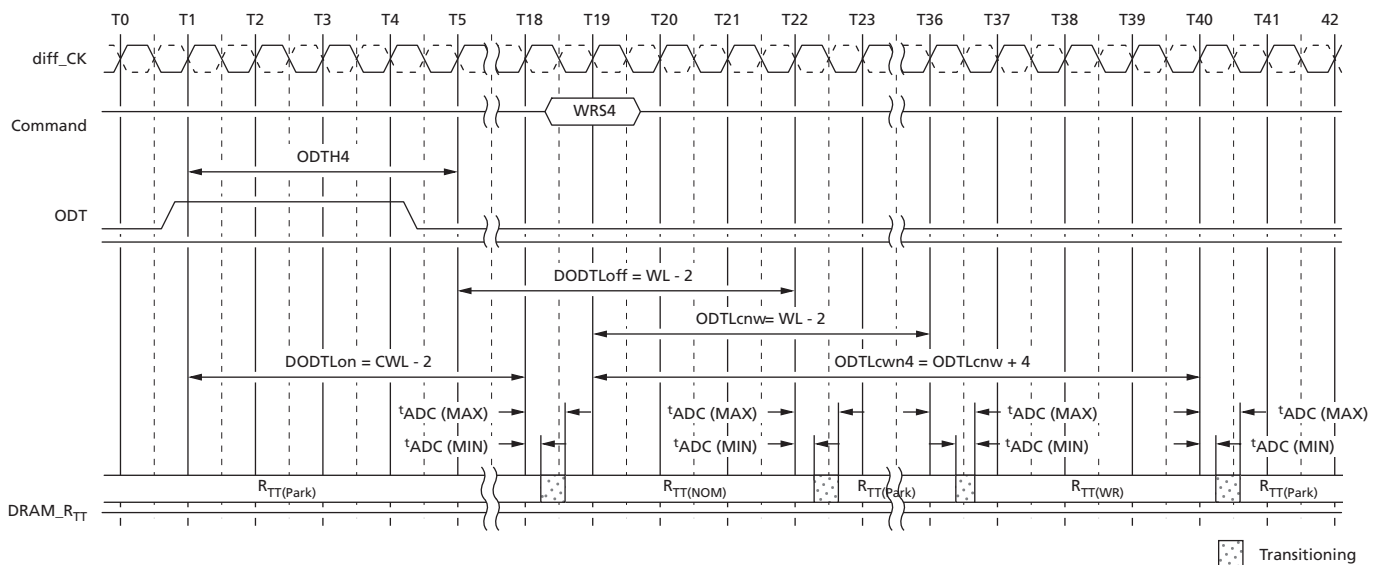 T0 T1 T2 T3 T4 T5 T18 T19 T20 T21 T22 T23 T36 T37 T38 T39 T40 T41 42
diff_CK
Command
WRS4
ODTH4
ODT
DODTLoff = WL - 2
ODTLcnw= WL - 2
DODTLon = CWL - 2
ODTLcwn4 = ODTLcnw + 4
tADC (MAX) tADC (MAX) tADC (MAX) tADC (MAX)
tADC (MIN) tADC (MIN) tADC (MIN) tADC (MIN)
RTT(Park) RTT(NOM) RTT(Park) RTT(WR) RTT(Park)
DRAM_RTT
Transitioning